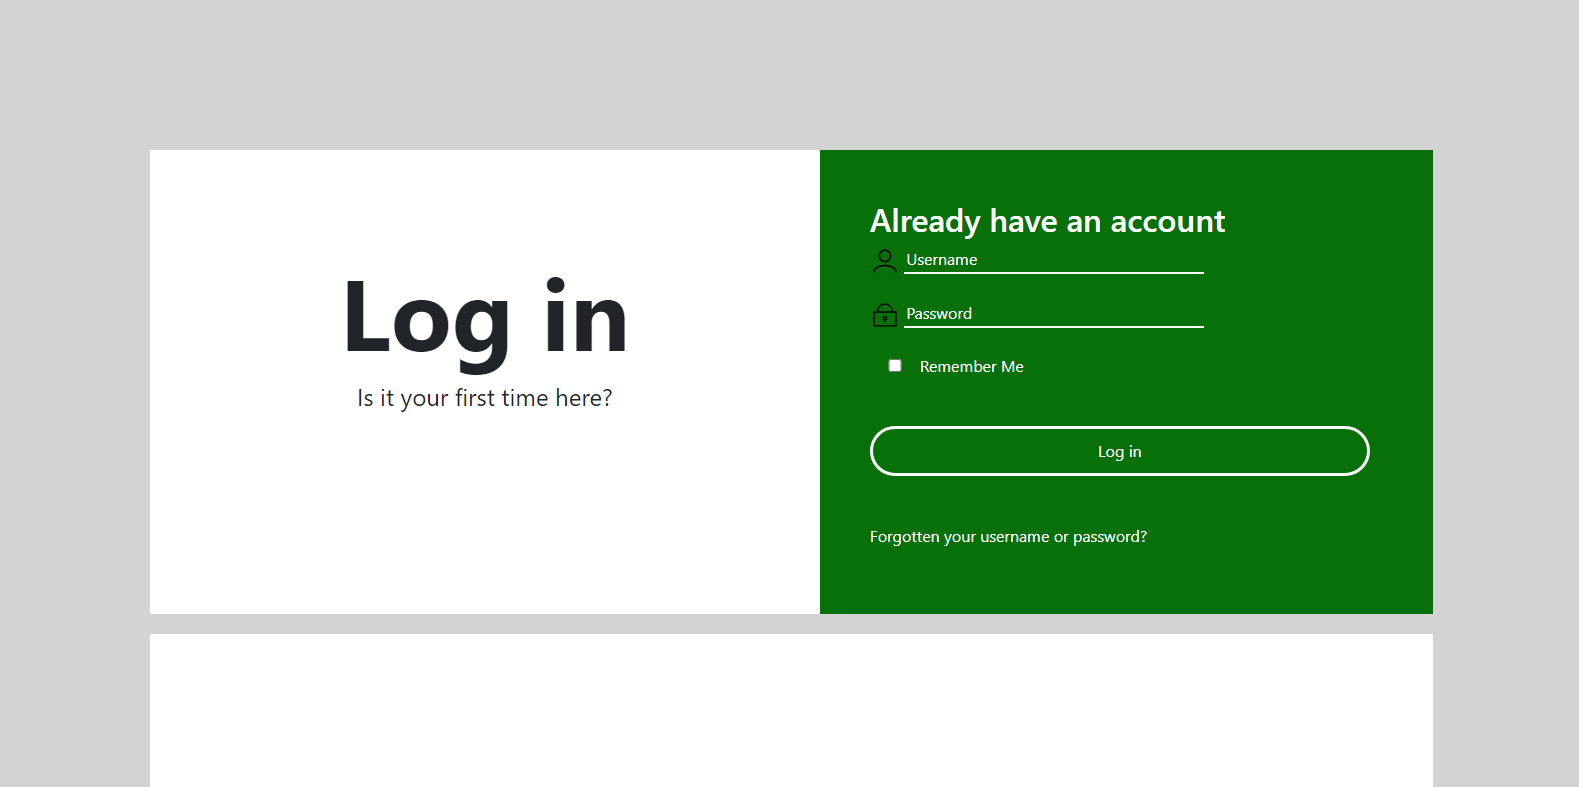 Log in
Is it your first time here?
Already have an account
Username
Password
Remember Me
Log in
Forgotten your username or password?